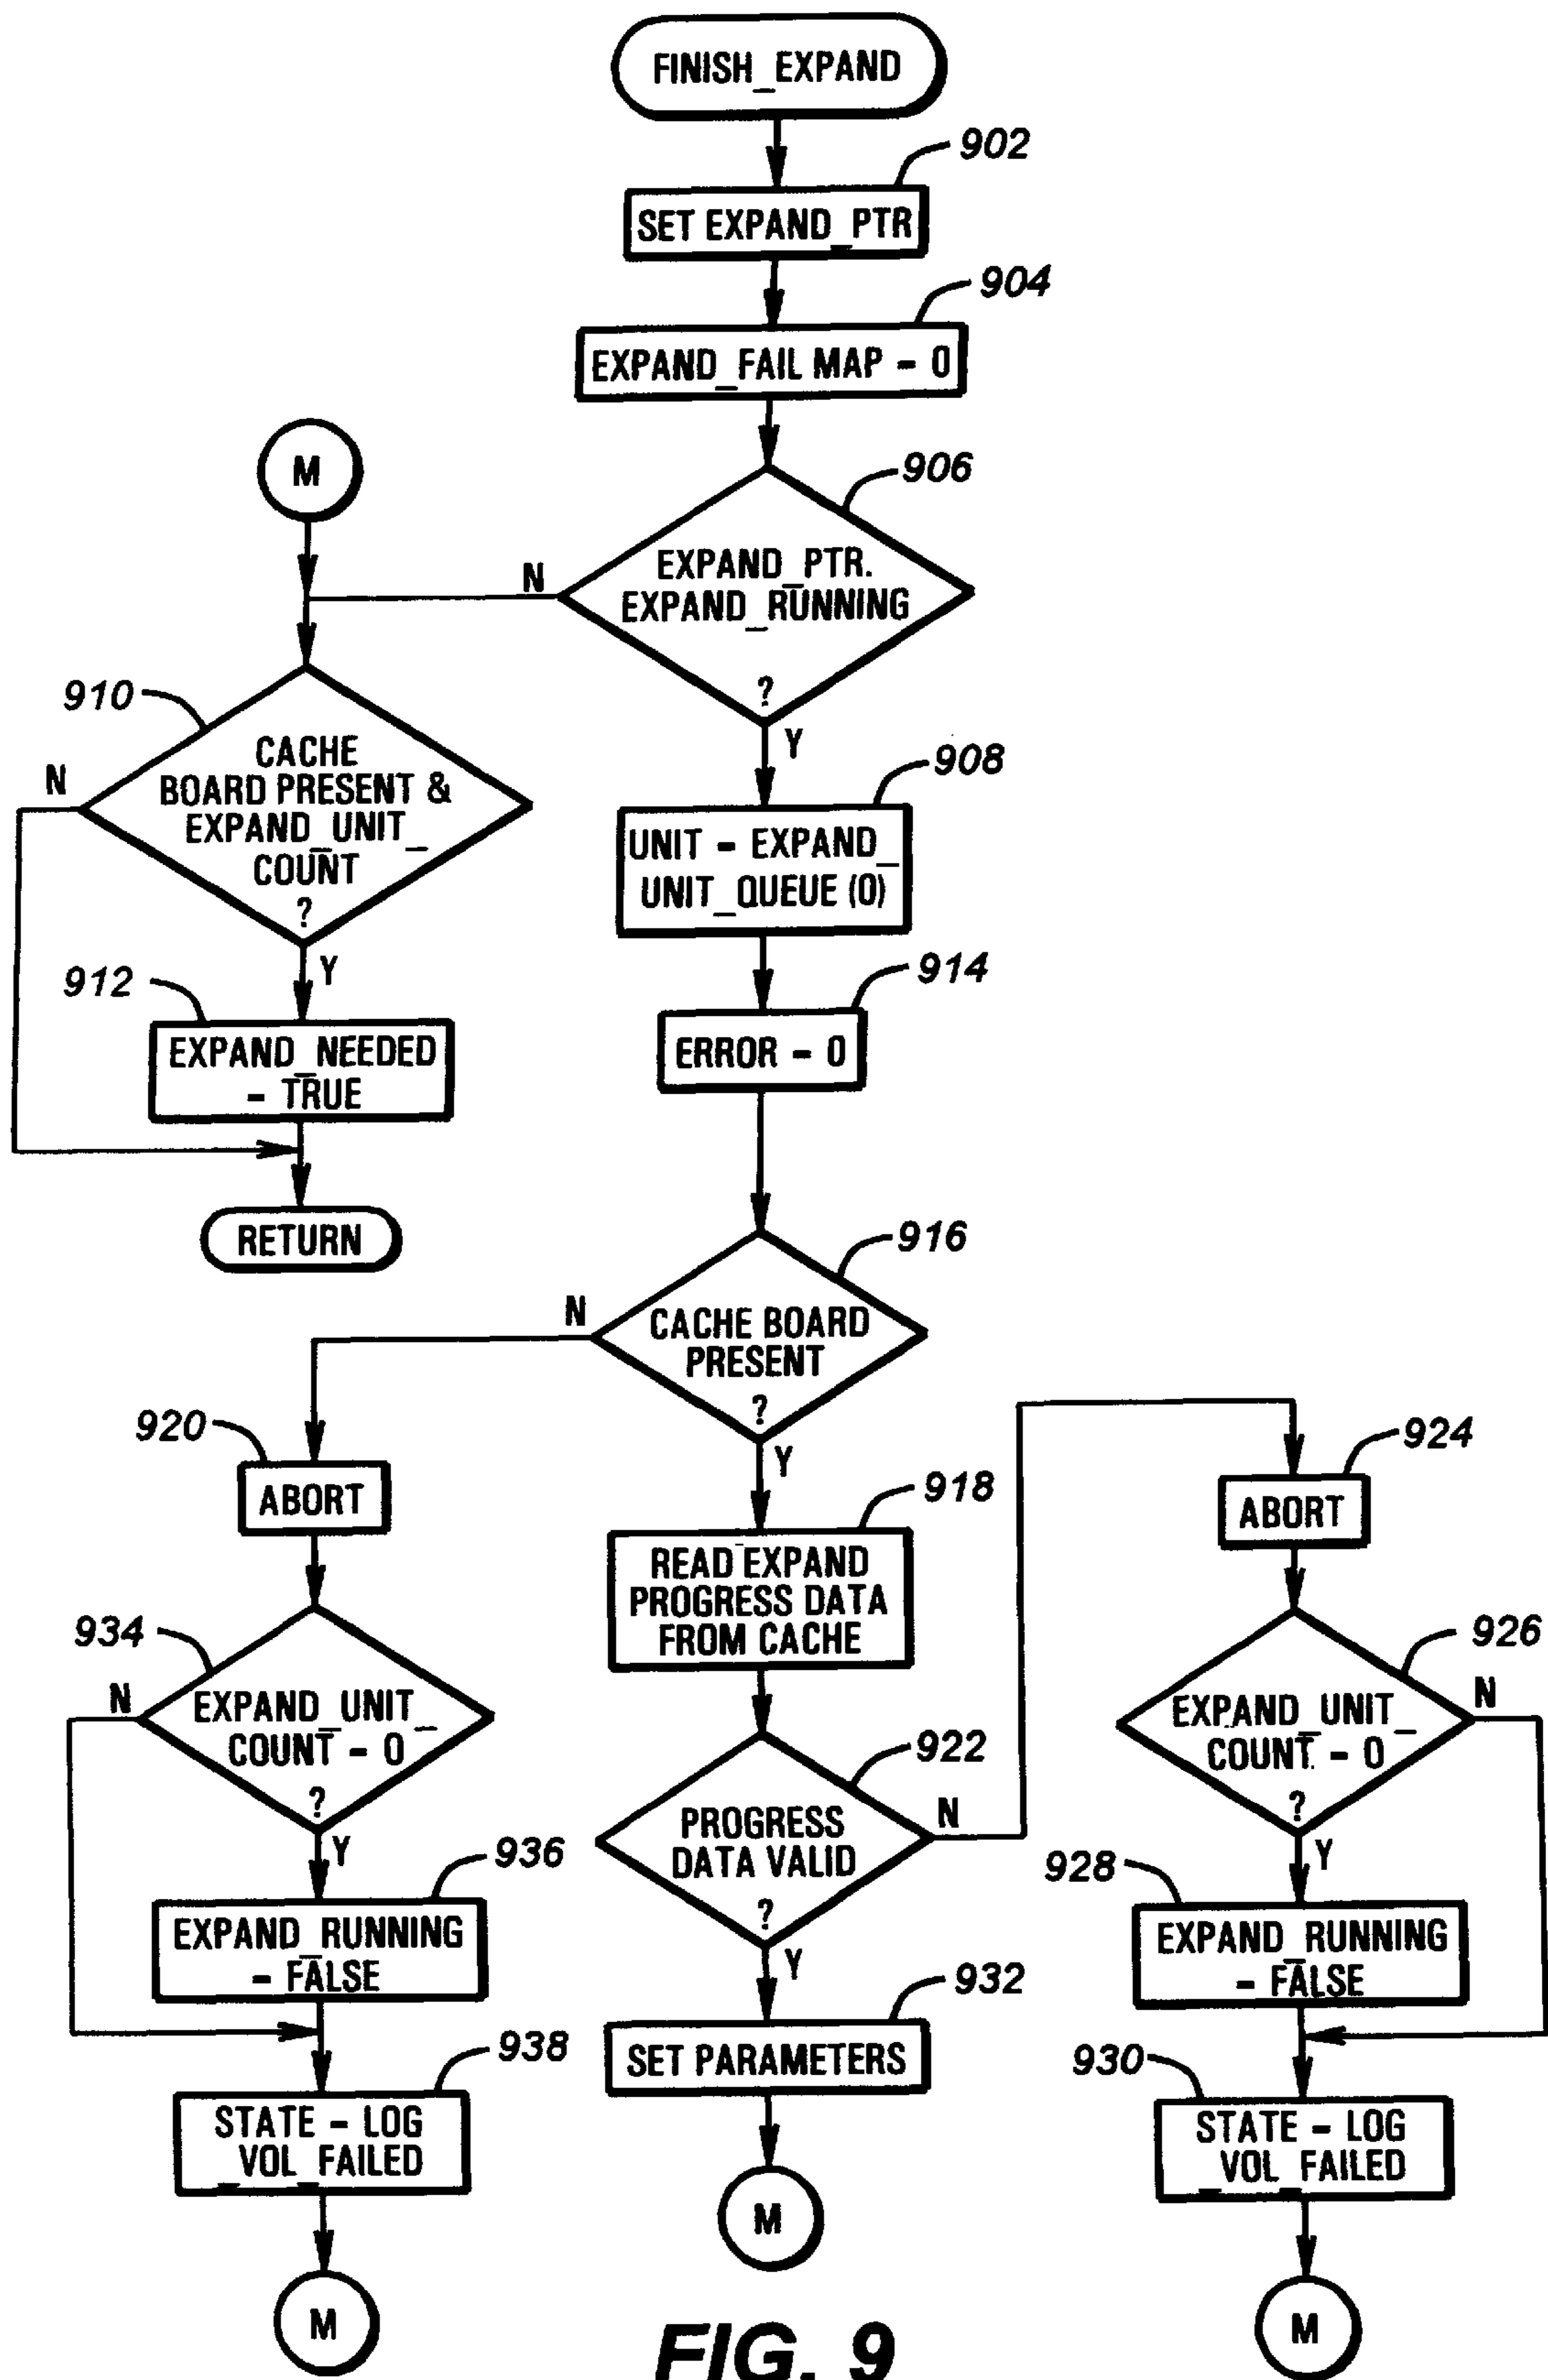 FINISH_EXPAND
902
SET EXPAND_PTR
904
EXPAND_FAIL MAP = 0
M
906
EXPAND_PTR.
EXPAND_RUNNING
?
N
Y
910
CACHE
BOARD PRESENT &
EXPAND_UNIT_
COUNT
?
N
Y
908
UNIT = EXPAND_
UNIT_QUEUE (0)
912
EXPAND_NEEDED
= TRUE
914
ERROR = 0
RETURN
916
CACHE BOARD
PRESENT
?
N
Y
920
ABORT
918
READ EXPAND
PROGRESS DATA
FROM CACHE
924
ABORT
934
EXPAND_UNIT_
COUNT = 0
?
N
Y
922
PROGRESS
DATA VALID
?
N
Y
926
EXPAND_UNIT_
COUNT = 0
?
N
Y
936
EXPAND_RUNNING
= FALSE
932
SET PARAMETERS
928
EXPAND_RUNNING
= FALSE
938
STATE = LOG
_VOL_FAILED
930
STATE = LOG
_VOL_FAILED
M
M
M
FIG. 9